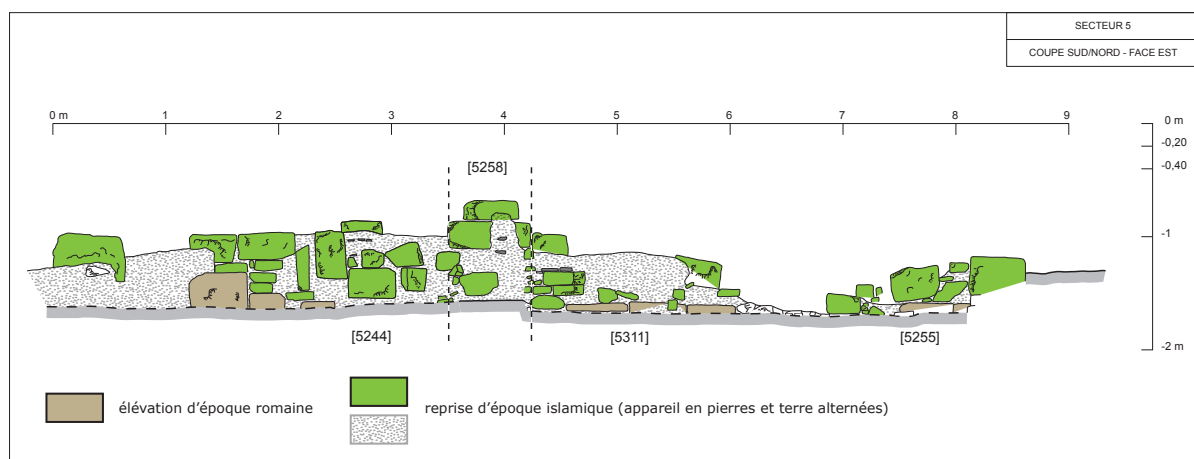 SECTEUR 5
COUPE SUD/NORD - FACE EST
0 m 1 2 3 4 5 6 7 8 9 0 m
-0,20
-0,40
[5258]
-1
[5244] [5311] [5255]
-2 m
élévation d'époque romaine
reprise d'époque islamique (appareil en pierres et terre alternées)